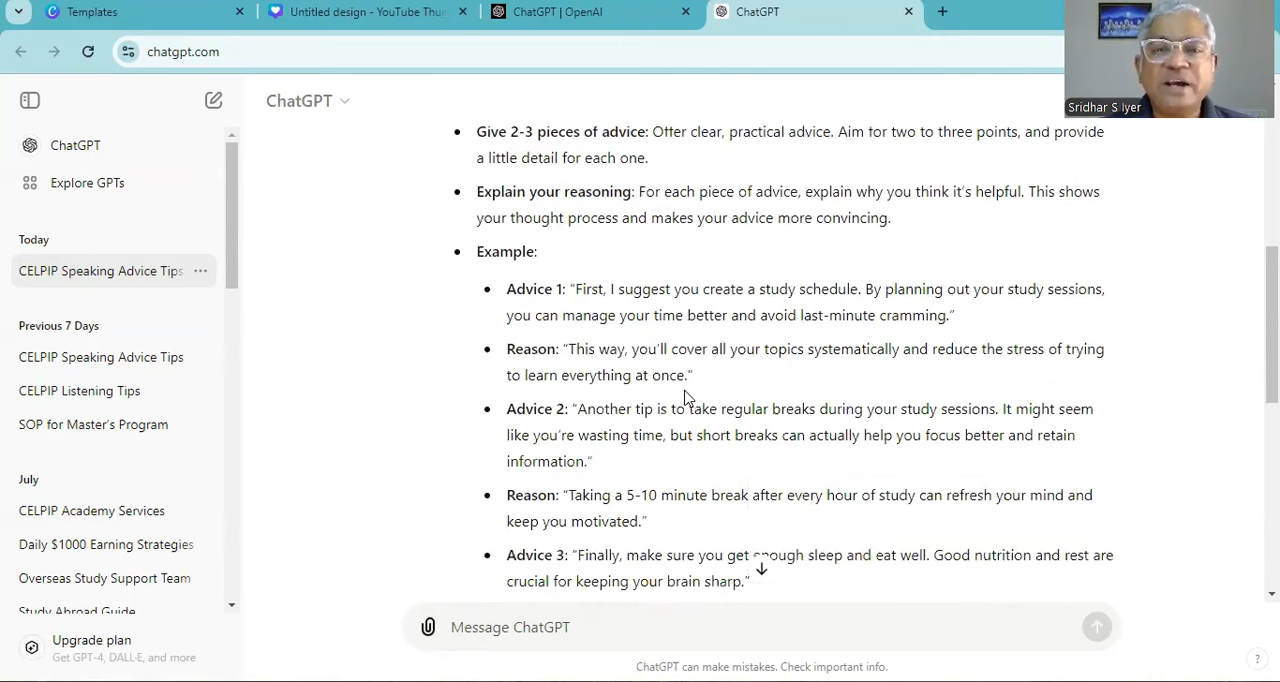 Templates
Untitled design - YouTube Thun
ChatGPT | OpenAI
ChatGPT
chatgpt.com
Sridhar S Iyer
ChatGPT
ChatGPT
Explore GPTs
Today
CELPIP Speaking Advice Tips
Previous 7 Days
CELPIP Speaking Advice Tips
CELPIP Listening Tips
SOP for Master's Program
July
CELPIP Academy Services
Daily $1000 Earning Strategies
Overseas Study Support Team
Study Abroad Guide
Upgrade plan
Get GPT-4, DALL·E, and more
Give 2-3 pieces of advice: Offer clear, practical advice. Aim for two to three points, and provide
a little detail for each one.
Explain your reasoning: For each piece of advice, explain why you think it's helpful. This shows
your thought process and makes your advice more convincing.
Example:
Advice 1: "First, I suggest you create a study schedule. By planning out your study sessions,
you can manage your time better and avoid last-minute cramming."
Reason: "This way, you'll cover all your topics systematically and reduce the stress of trying
to learn everything at once."
Advice 2: "Another tip is to take regular breaks during your study sessions. It might seem
like you're wasting time, but short breaks can actually help you focus better and retain
information."
Reason: "Taking a 5-10 minute break after every hour of study can refresh your mind and
keep you motivated."
Advice 3: "Finally, make sure you get enough sleep and eat well. Good nutrition and rest are
crucial for keeping your brain sharp."
Message ChatGPT
ChatGPT can make mistakes. Check important info.
?